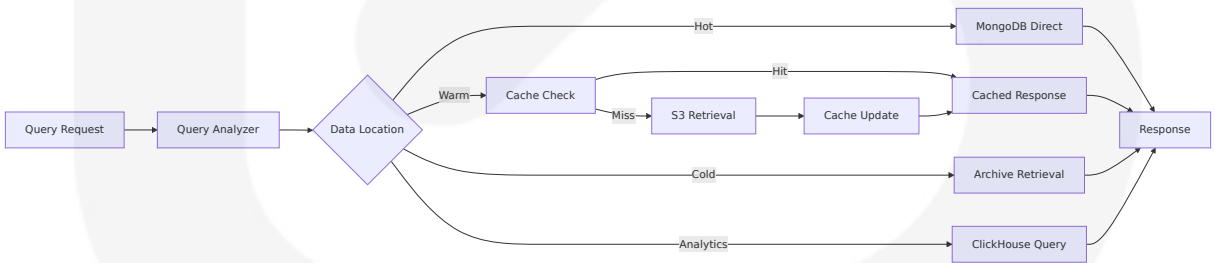 Query Request
Query Analyzer
Data Location
Hot
MongoDB Direct
Warm
Cache Check
Hit
Miss
S3 Retrieval
Cache Update
Cached Response
Cold
Archive Retrieval
Analytics
ClickHouse Query
Response